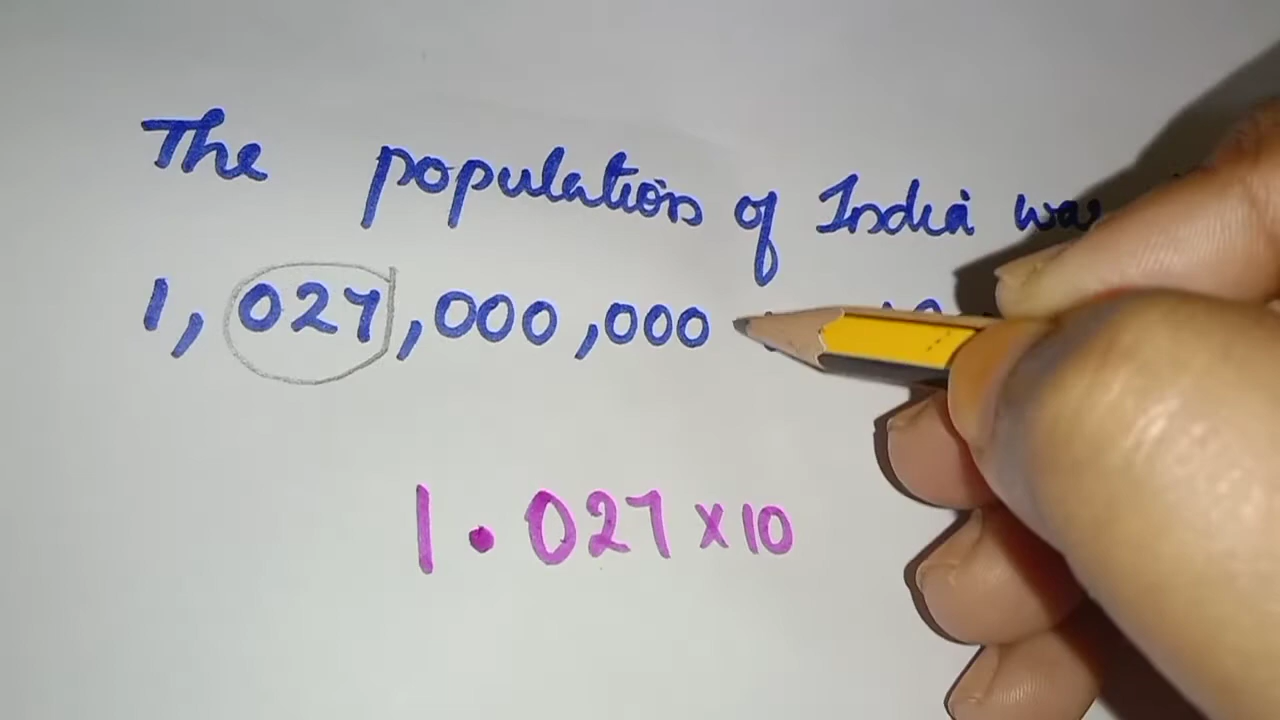 The population of India was
1,027,000,000
1.027 x 10